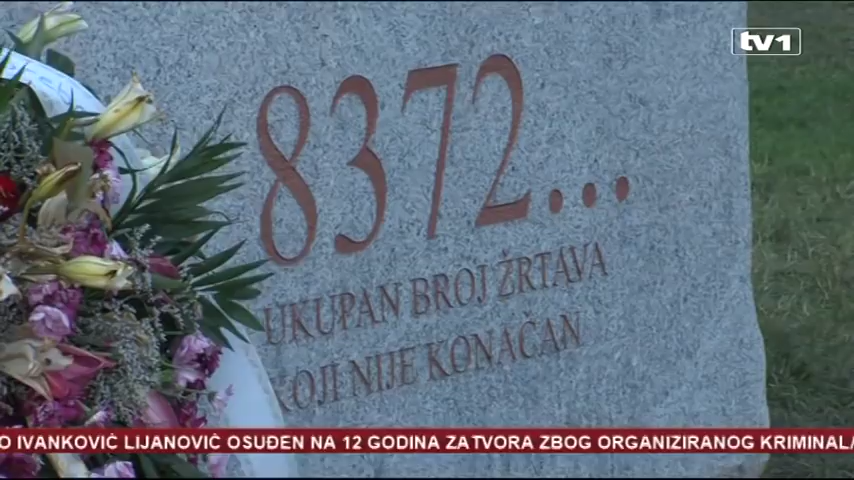 tv1
8372...
UKUPAN BROJ ŽRTAVA
KOJI NIJE KONAČAN
O IVANKOVIĆ LIJANOVIĆ OSUĐEN NA 12 GODINA ZATVORA ZBOG ORGANIZIRANOG KRIMINALA